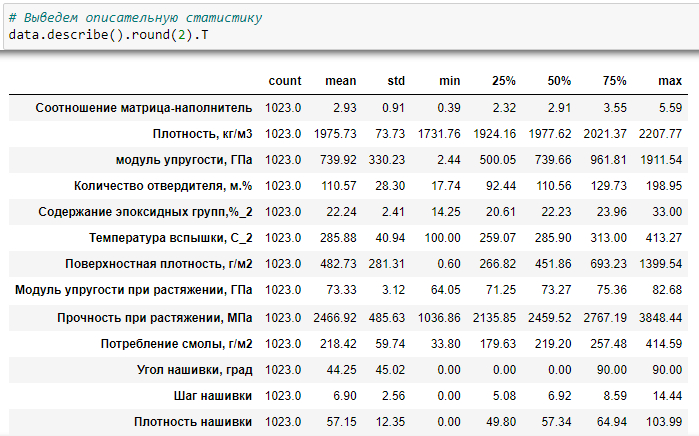 # Выведем описательную статистику
data.describe().round(2).T
count mean std min 25% 50% 75% max
Соотношение матрица-наполнитель 1023.0 2.93 0.91 0.39 2.32 2.91 3.55 5.59
Плотность, кг/м3 1023.0 1975.73 73.73 1731.76 1924.16 1977.62 2021.37 2207.77
модуль упругости, ГПа 1023.0 739.92 330.23 2.44 500.05 739.66 961.81 1911.54
Количество отвердителя, м.% 1023.0 110.57 28.30 17.74 92.44 110.56 129.73 198.95
Содержание эпоксидных групп,%_2 1023.0 22.24 2.41 14.25 20.61 22.23 23.96 33.00
Температура вспышки, С_2 1023.0 285.88 40.94 100.00 259.07 285.90 313.00 413.27
Поверхностная плотность, г/м2 1023.0 482.73 281.31 0.60 266.82 451.86 693.23 1399.54
Модуль упругости при растяжении, ГПа 1023.0 73.33 3.12 64.05 71.25 73.27 75.36 82.68
Прочность при растяжении, МПа 1023.0 2466.92 485.63 1036.86 2135.85 2459.52 2767.19 3848.44
Потребление смолы, г/м2 1023.0 218.42 59.74 33.80 179.63 219.20 257.48 414.59
Угол нашивки, град 1023.0 44.25 45.02 0.00 0.00 0.00 90.00 90.00
Шаг нашивки 1023.0 6.90 2.56 0.00 5.08 6.92 8.59 14.44
Плотность нашивки 1023.0 57.15 12.35 0.00 49.80 57.34 64.94 103.99